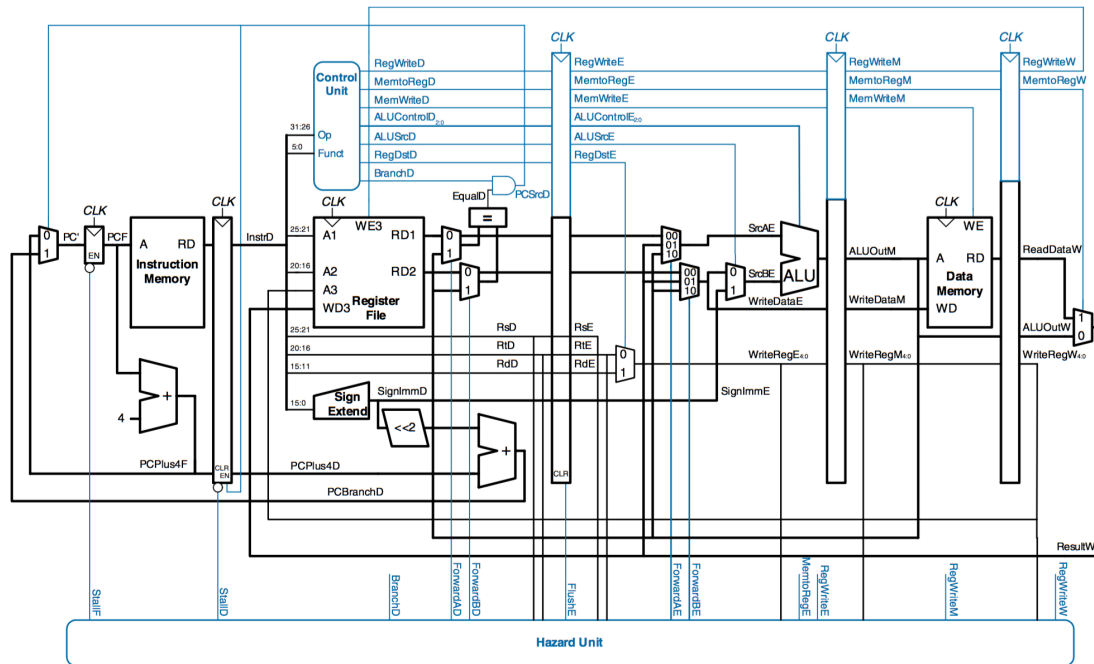 CLK
CLK
CLK
RegWriteD
RegWriteE
RegWriteM
RegWriteW
Control
Unit
MemtoRegD
MemtoRegE
MemtoRegM
MemtoRegW
MemWriteD
MemWriteE
MemWriteM
ALUControlD2:0
ALUControlE2:0
31:26
Op
ALUSrcD
ALUSrcE
5:0
Funct
RegDstD
RegDstE
BranchD
EqualD
PCSrcD
CLK
CLK
CLK
CLK
=
WE3
WE
0
1
PC'
PCF
EN
A
RD
Instruction
Memory
InstrD
25:21
A1
RD1
0
1
00
01
10
SrcAE
20:16
A2
RD2
0
1
00
01
10
0
1
SrcBE
ALU
ALUOutM
A
RD
ReadDataW
Data
Memory
A3
WD3
Register
File
WriteDataE
WriteDataM
WD
1
0
ALUOutW
25:21
RsD
RsE
20:16
RtD
RtE
0
1
WriteRegE4:0
WriteRegM4:0
WriteRegW4:0
15:11
RdD
RdE
15:0
Sign
Extend
SignImmD
SignImmE
+
4
<<2
+
PCPlus4F
CLR
EN
PCPlus4D
CLR
PCBranchD
ResultW
StallF
StallD
BranchD
ForwardAD
ForwardBD
FlushE
ForwardAE
ForwardBE
MemtoRegE
RegWriteE
RegWriteM
RegWriteW
Hazard Unit